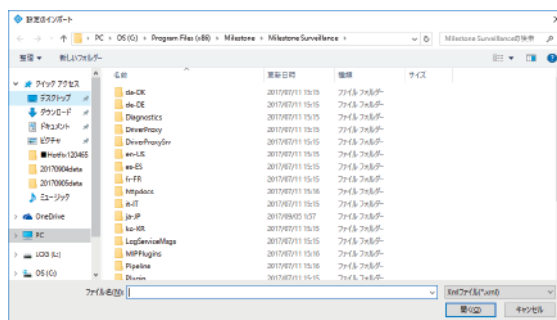 設定のインポート
PC › OS (C:) › Program Files (x86) › Milestone › Milestone Surveillance ›
Milestone Surveillanceの検索
整理 新しいフォルダー
名前 更新日時 種類 サイズ
クイック アクセス
デスクトップ
ダウンロード
ドキュメント
ピクチャ
■Hotfix120465
20170904data
20170905data
ミュージック
OneDrive
PC
OS (C:)
da-DK 2017/07/11 15:15 ファイル フォルダー
de-DE 2017/07/11 15:15 ファイル フォルダー
Diagnostics 2017/07/11 15:15 ファイル フォルダー
DriverProxy 2017/07/11 15:15 ファイル フォルダー
DriverProxySrv 2017/07/11 15:15 ファイル フォルダー
en-US 2017/07/11 15:15 ファイル フォルダー
es-ES 2017/07/11 15:15 ファイル フォルダー
fr-FR 2017/07/11 15:15 ファイル フォルダー
httpdocs 2017/07/11 15:16 ファイル フォルダー
it-IT 2017/07/11 15:15 ファイル フォルダー
ja-JP 2017/09/05 1:37 ファイル フォルダー
ko-KR 2017/07/11 15:15 ファイル フォルダー
LogServiceMsgs 2017/07/11 15:15 ファイル フォルダー
MIPPlugins 2017/07/11 15:16 ファイル フォルダー
Pipeline 2017/07/11 15:16 ファイル フォルダー
Plugin 2017/07/11 15:15 ファイル フォルダー
ファイル名(N):
Xmlファイル(*.xml)
開く(O) キャンセル